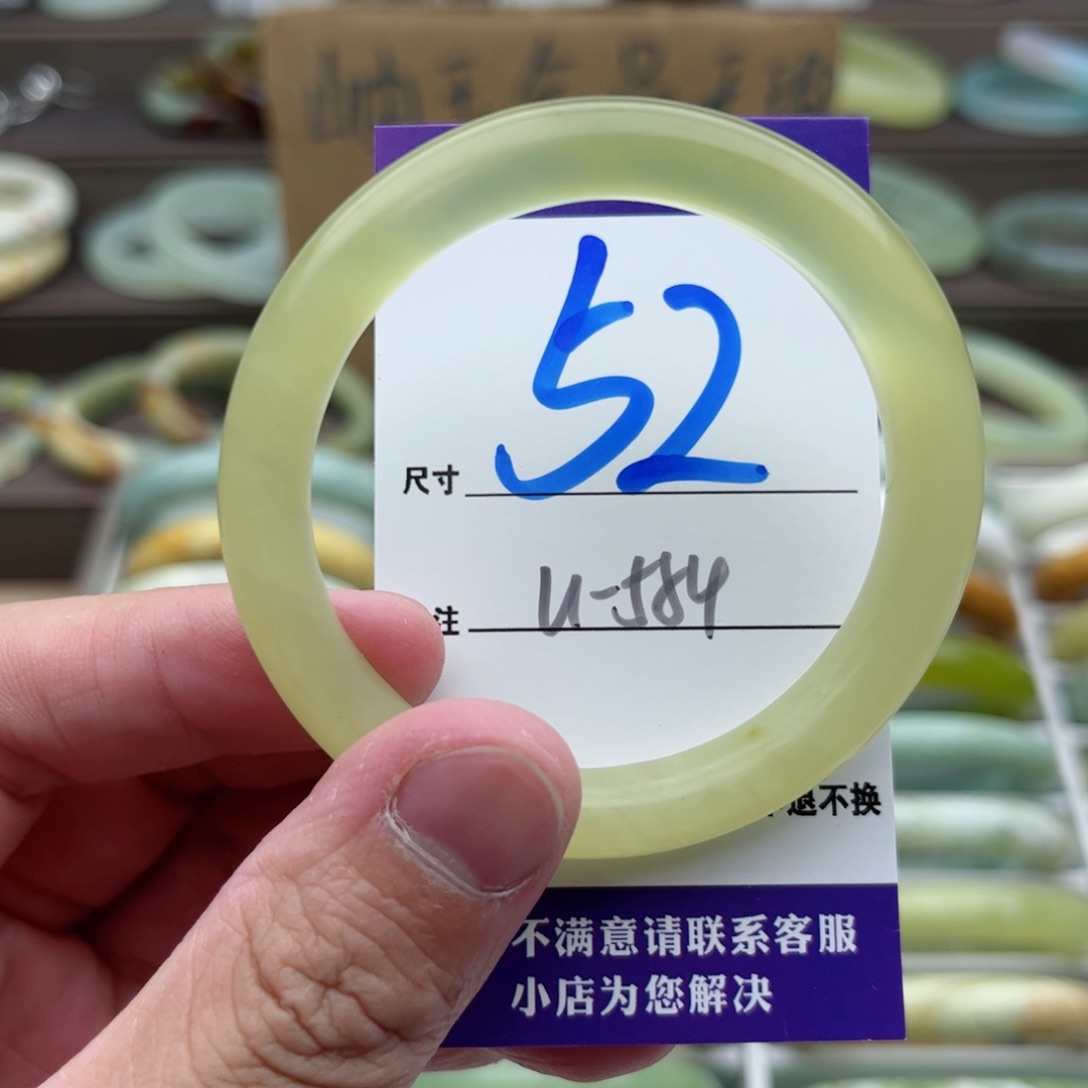 52
尺寸
注 U-584
退不换
不满意请联系客服
小店为您解决